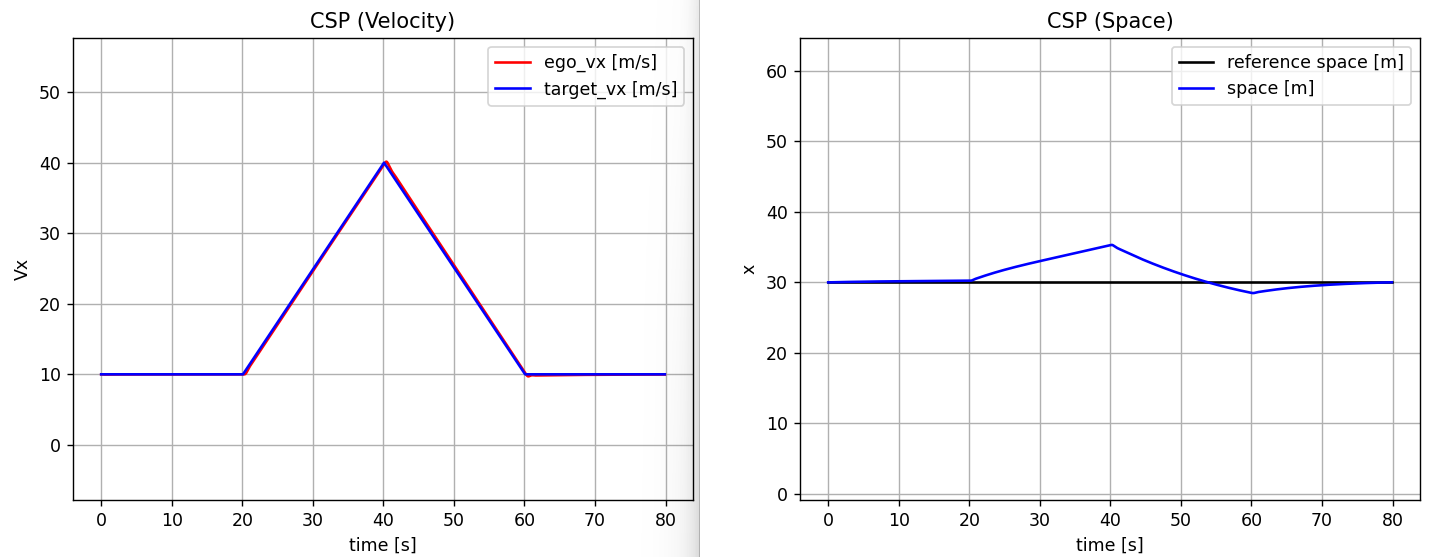 CSP (Velocity)
ego_vx [m/s]
target_vx [m/s]
Vx
50
40
30
20
10
0
0 10 20 30 40 50 60 70 80
time [s]
CSP (Space)
reference space [m]
space [m]
x
60
50
40
30
20
10
0
0 10 20 30 40 50 60 70 80
time [s]